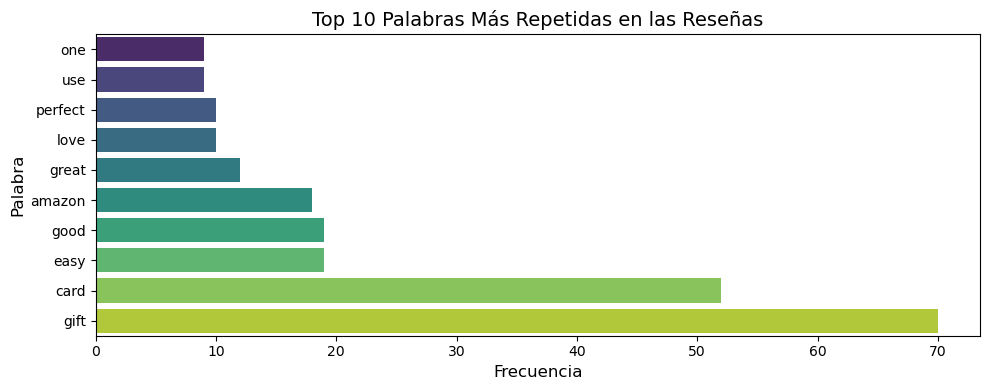 Top 10 Palabras Más Repetidas en las Reseñas
Palabra
one
use
perfect
love
great
amazon
good
easy
card
gift
0 10 20 30 40 50 60 70
Frecuencia